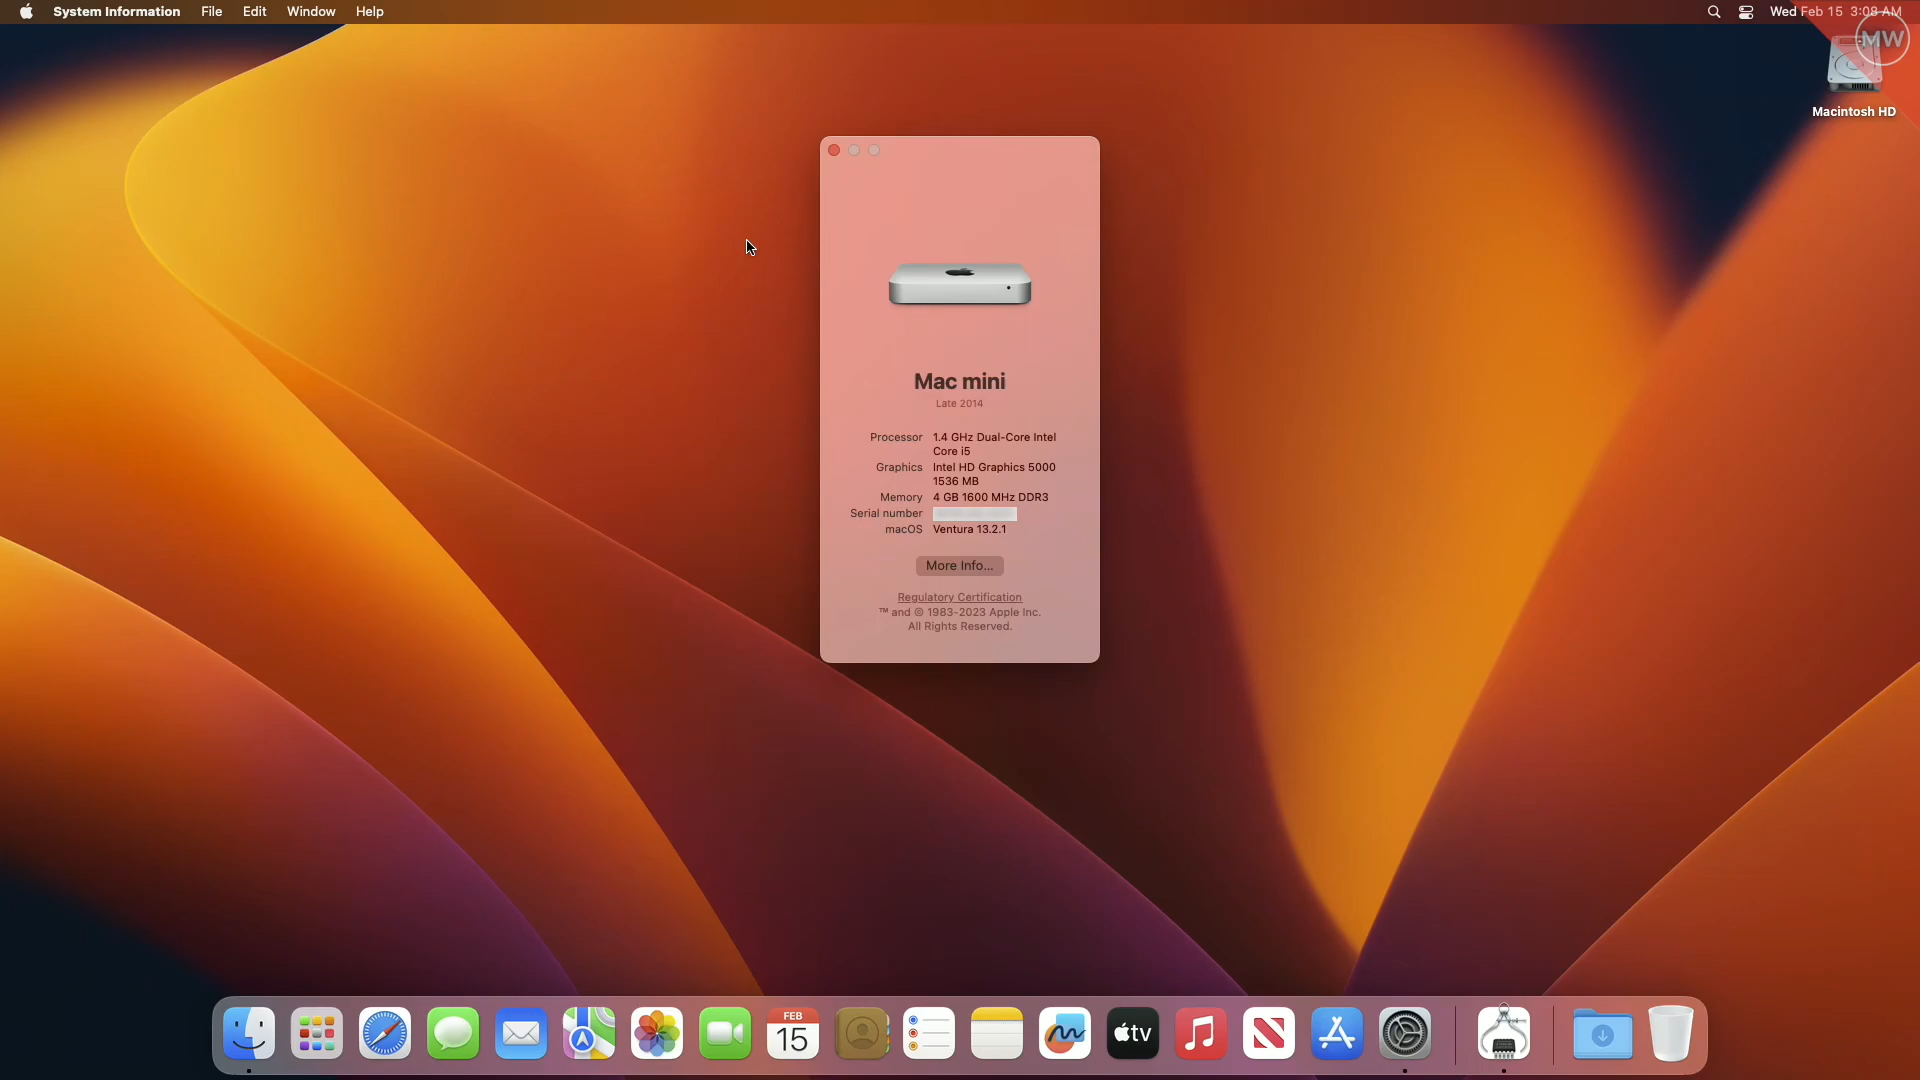 System Information File Edit Window Help
Wed Feb 15 3:08 AM
MW
Macintosh HD
Mac mini
Late 2014
Processor 1.4 GHz Dual-Core Intel
Core i5
Graphics Intel HD Graphics 5000
1536 MB
Memory 4 GB 1600 MHz DDR3
Serial number
macOS Ventura 13.2.1
More Info...
Regulatory Certification
™ and © 1983-2023 Apple Inc.
All Rights Reserved.
FEB
15
tv